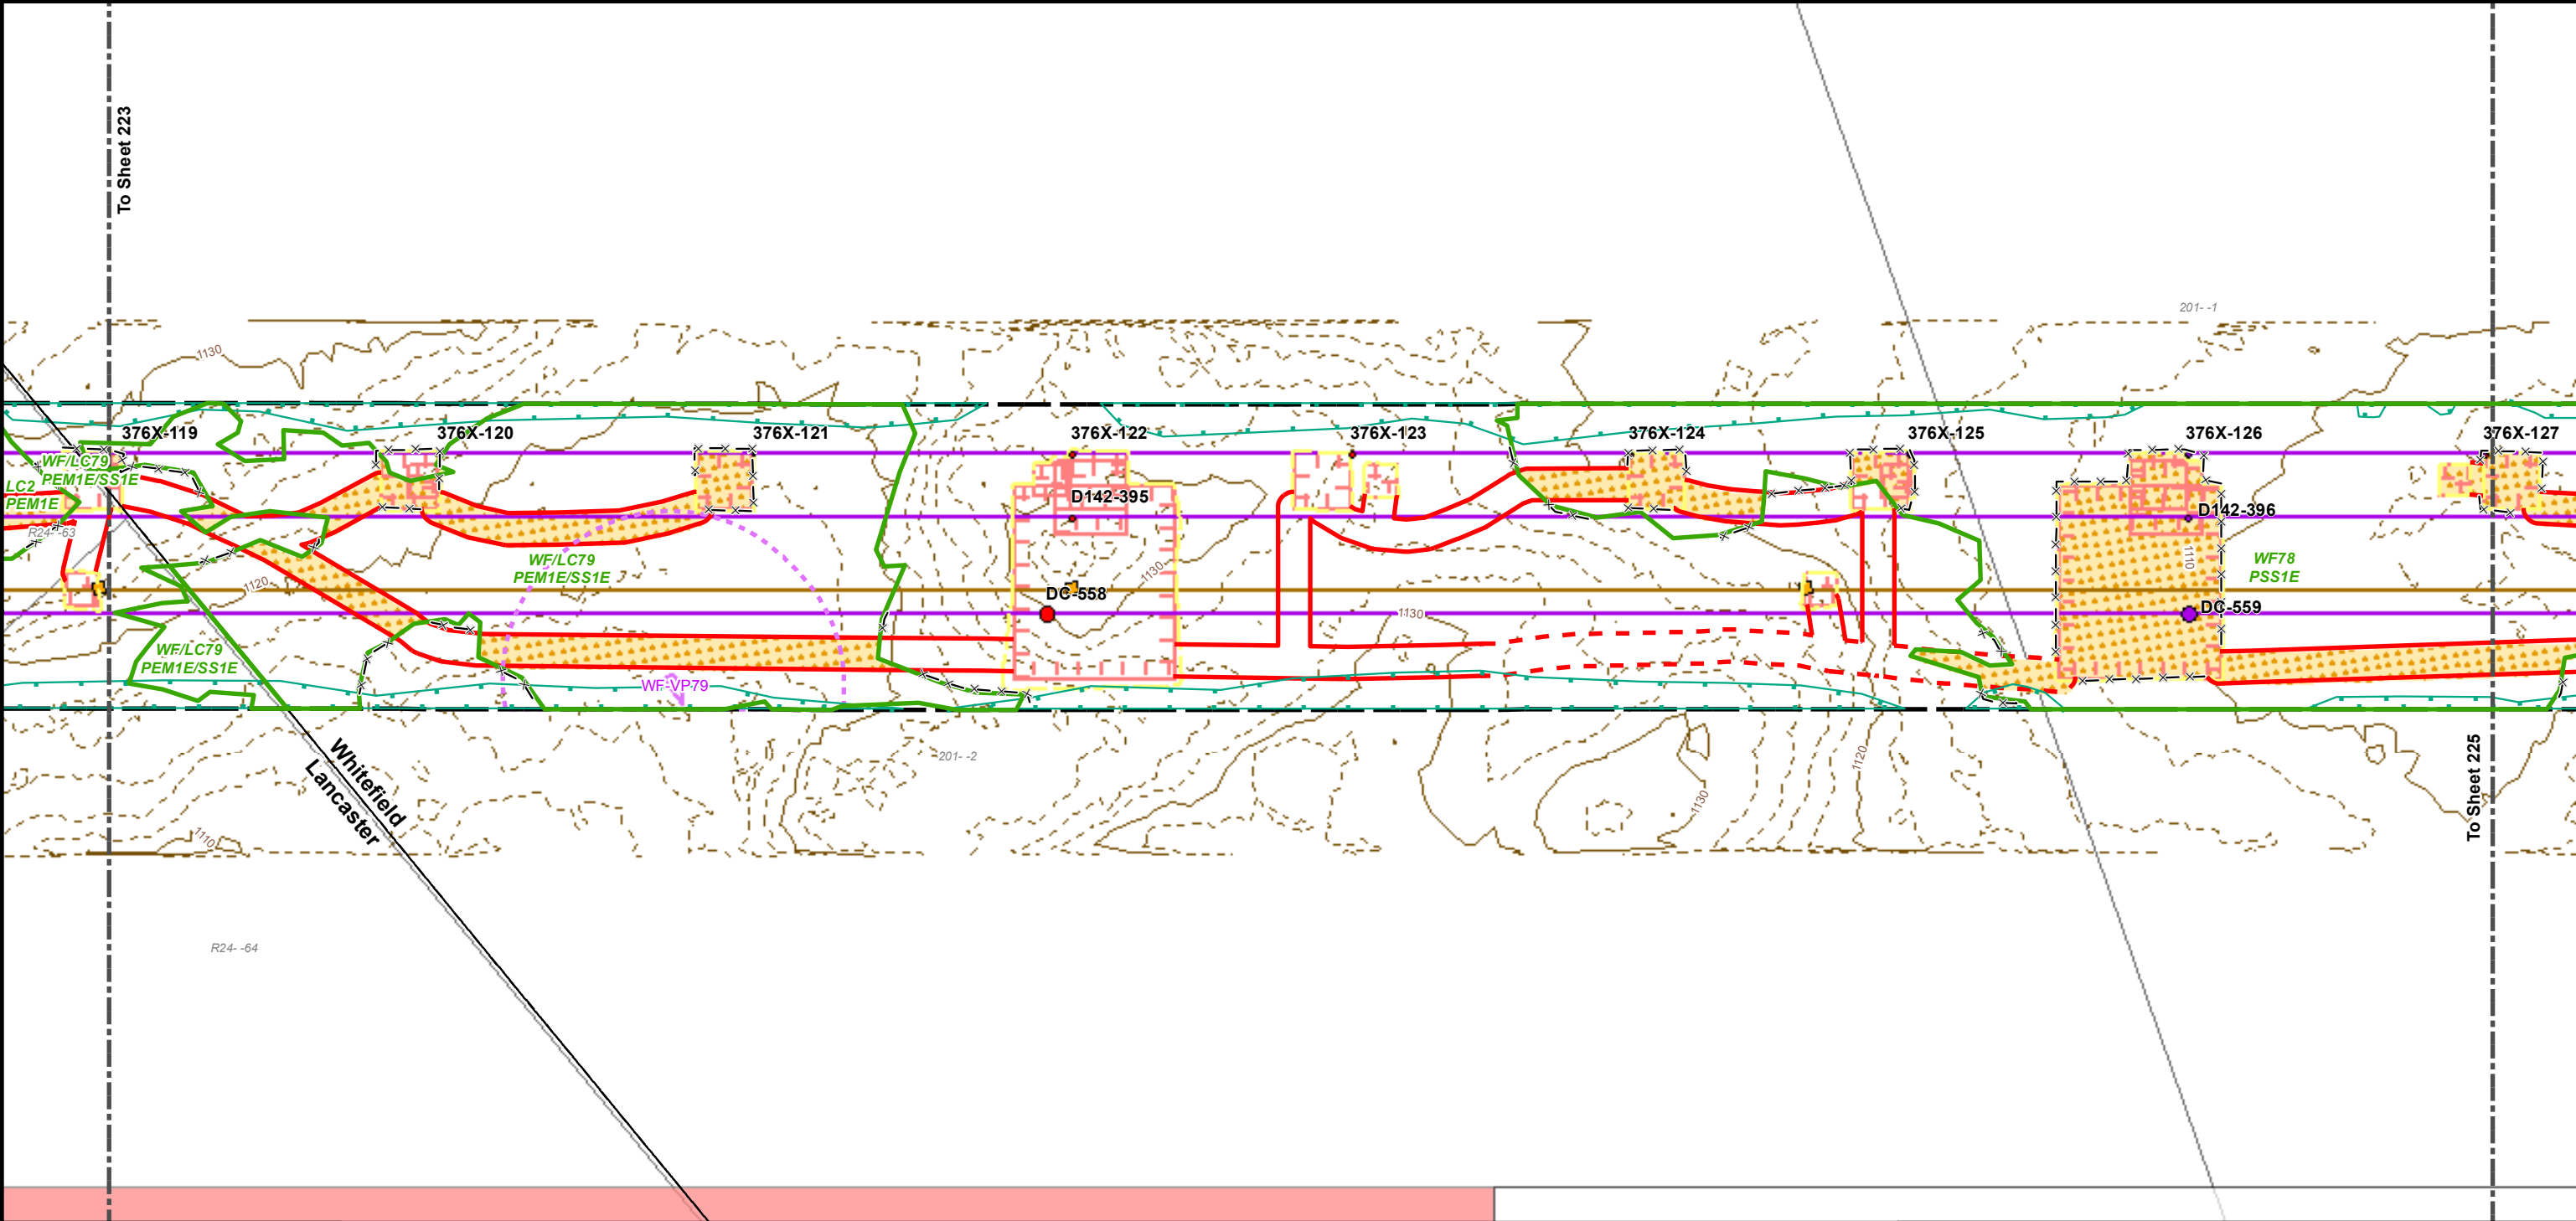 To Sheet 223
201- -1
1130
376X-119
376X-120
376X-121
376X-122
376X-123
376X-124
376X-125
376X-126
376X-127
WF/LC79
PEM1E/SS1E
LC2
PEM1E
R24- -63
D142-395
D142-396
1110
WF/LC79
PEM1E/SS1E
WF78
PSS1E
1120
1130
DC-558
DC-559
1130
WF/LC79
PEM1E/SS1E
WF-VP79
201- -2
1120
1130
To Sheet 225
Whitefield
Lancaster
1110
R24- -64